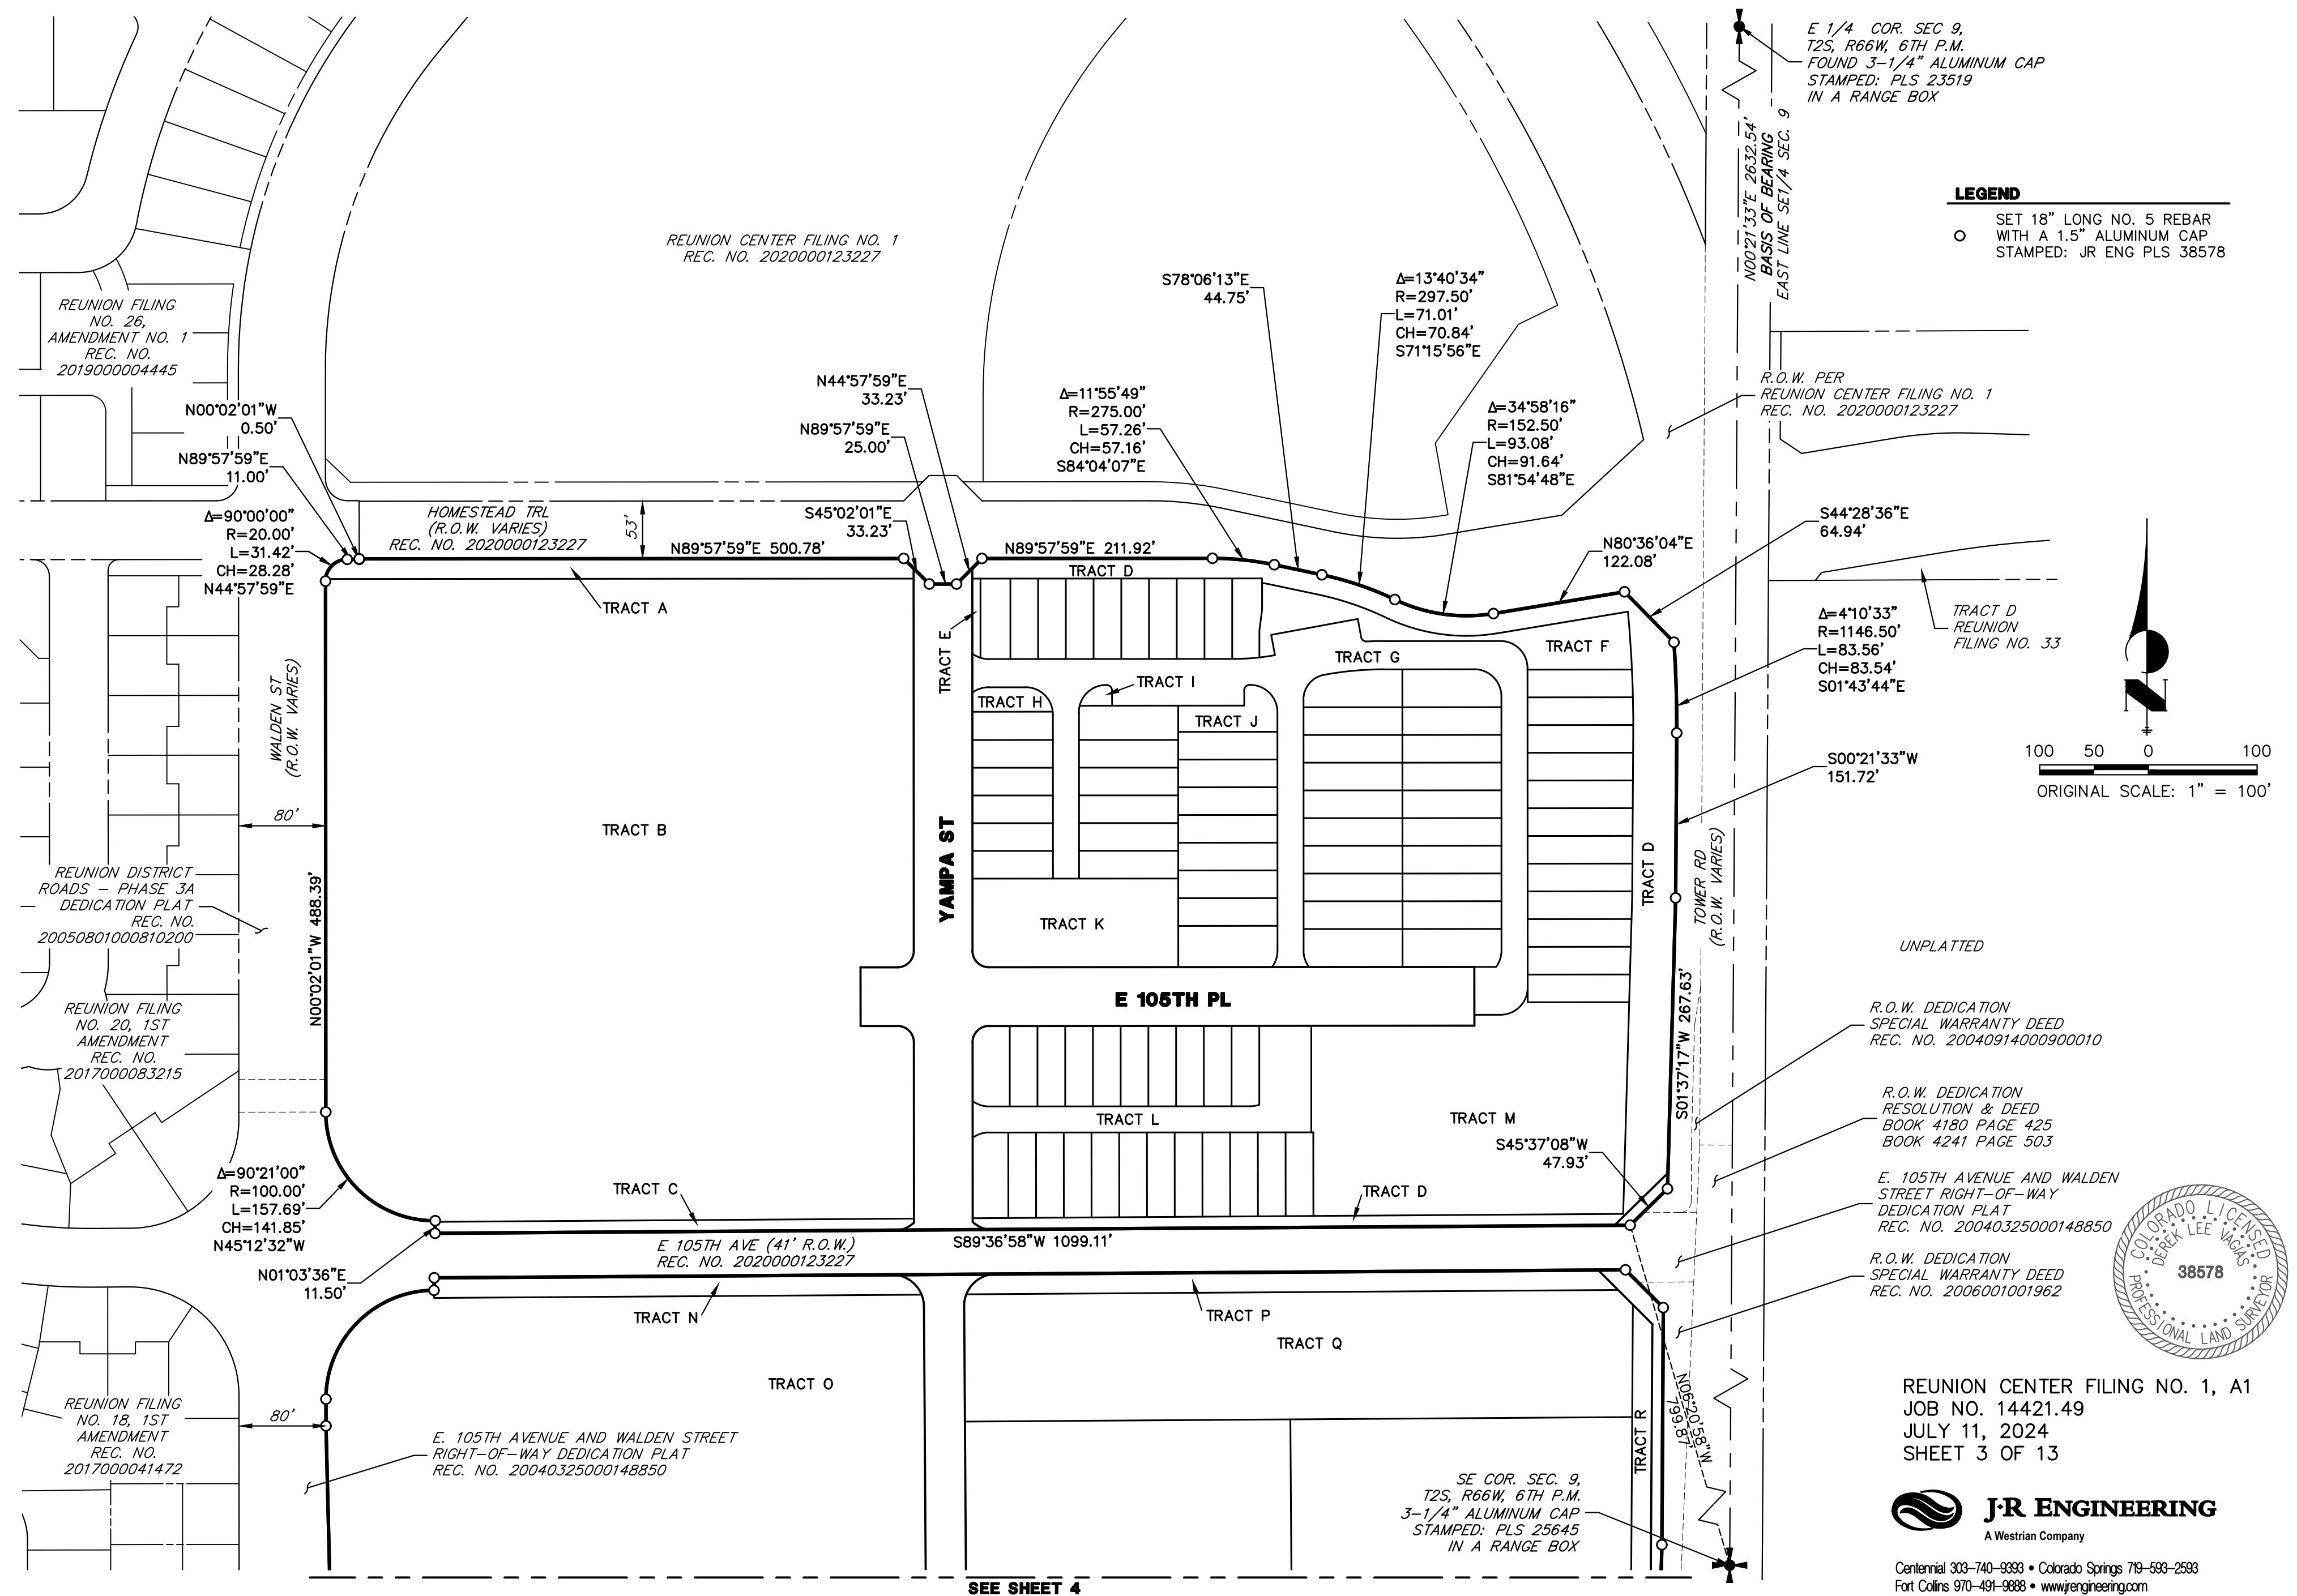 E 1/4 COR. SEC 9,
T2S, R66W, 6TH P.M.
FOUND 3-1/4" ALUMINUM CAP
STAMPED: PLS 23519
IN A RANGE BOX
N00°21'33"E 2632.54'
BASIS OF BEARING
EAST LINE SE1/4 SEC. 9
LEGEND
SET 18" LONG NO. 5 REBAR
WITH A 1.5" ALUMINUM CAP
STAMPED: JR ENG PLS 38578
REUNION CENTER FILING NO. 1
REC. NO. 2020000123227
REUNION FILING
NO. 26,
AMENDMENT NO. 1
REC. NO.
2019000004445
N00°02'01"W
0.50'
N89°57'59"E
11.00'
Δ=90°00'00"
R=20.00'
L=31.42'
CH=28.28'
N44°57'59"E
HOMESTEAD TRL
(R.O.W. VARIES)
REC. NO. 2020000123227
53'
N89°57'59"E 500.78'
N44°57'59"E
33.23'
N89°57'59"E
25.00'
S45°02'01"E
33.23'
N89°57'59"E 211.92'
Δ=11°55'49"
R=275.00'
L=57.26'
CH=57.16'
S84°04'07"E
S78°06'13"E
44.75'
Δ=13°40'34"
R=297.50'
L=71.01'
CH=70.84'
S71°15'56"E
Δ=34°58'16"
R=152.50'
L=93.08'
CH=91.64'
S81°54'48"E
R.O.W. PER
REUNION CENTER FILING NO. 1
REC. NO. 2020000123227
N80°36'04"E
122.08'
S44°28'36"E
64.94'
Δ=4°10'33"
R=1146.50'
L=83.56'
CH=83.54'
S01°43'44"E
TRACT D
REUNION
FILING NO. 33
S00°21'33"W
151.72'
N
100 50 0 100
ORIGINAL SCALE: 1" = 100'
TRACT A
TRACT D
TRACT E
TRACT F
TRACT G
TRACT I
TRACT H
TRACT J
WALDEN ST
(R.O.W. VARIES)
80'
TRACT B
YAMPA ST
TRACT K
TRACT D
TOWER RD
(R.O.W. VARIES)
REUNION DISTRICT
ROADS - PHASE 3A
DEDICATION PLAT
REC. NO.
20050801000810200
N00°02'01"W 488.39'
UNPLATTED
E 105TH PL
S01°37'17"W 267.63'
REUNION FILING
NO. 20, 1ST
AMENDMENT
REC. NO.
2017000083215
R.O.W. DEDICATION
SPECIAL WARRANTY DEED
REC. NO. 20040914000900010
R.O.W. DEDICATION
RESOLUTION & DEED
BOOK 4180 PAGE 425
BOOK 4241 PAGE 503
TRACT L
TRACT M
S45°37'08"W
47.93'
Δ=90°21'00"
R=100.00'
L=157.69'
CH=141.85'
N45°12'32"W
TRACT C
TRACT D
E. 105TH AVENUE AND WALDEN
STREET RIGHT-OF-WAY
DEDICATION PLAT
REC. NO. 20040325000148850
N01°03'36"E
11.50'
E 105TH AVE (41' R.O.W.)
REC. NO. 2020000123227
S89°36'58"W 1099.11'
R.O.W. DEDICATION
SPECIAL WARRANTY DEED
REC. NO. 2006001001962
COLORADO LICENSED
DEREK LEE VAGIAS
38578
PROFESSIONAL LAND SURVEYOR
TRACT N
TRACT P
TRACT Q
TRACT O
TRACT R
N06°20'58"W
799.87'
REUNION FILING
NO. 18, 1ST
AMENDMENT
REC. NO.
2017000041472
80'
E. 105TH AVENUE AND WALDEN STREET
RIGHT-OF-WAY DEDICATION PLAT
REC. NO. 20040325000148850
SE COR. SEC. 9,
T2S, R66W, 6TH P.M.
3-1/4" ALUMINUM CAP
STAMPED: PLS 25645
IN A RANGE BOX
SEE SHEET 4
REUNION CENTER FILING NO. 1, A1
JOB NO. 14421.49
JULY 11, 2024
SHEET 3 OF 13
J·R ENGINEERING
A Westrian Company
Centennial 303-740-9393 • Colorado Springs 719-593-2593
Fort Collins 970-491-9888 • www.jrengineering.com